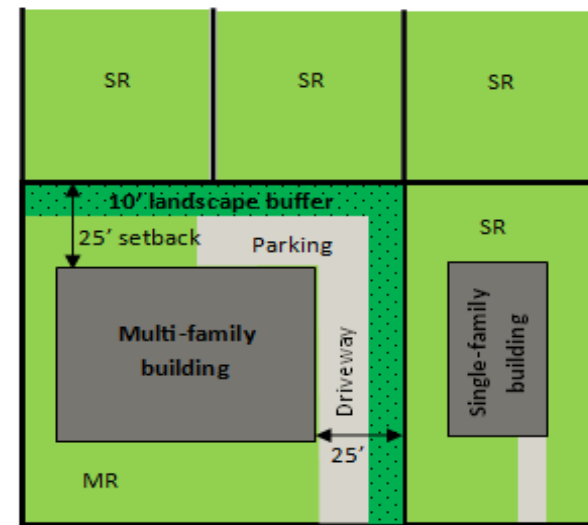 SR
SR
SR
10’ landscape buffer
25’ setback
Parking
SR
Multi-family
building
Driveway
Single-family
building
25’
MR